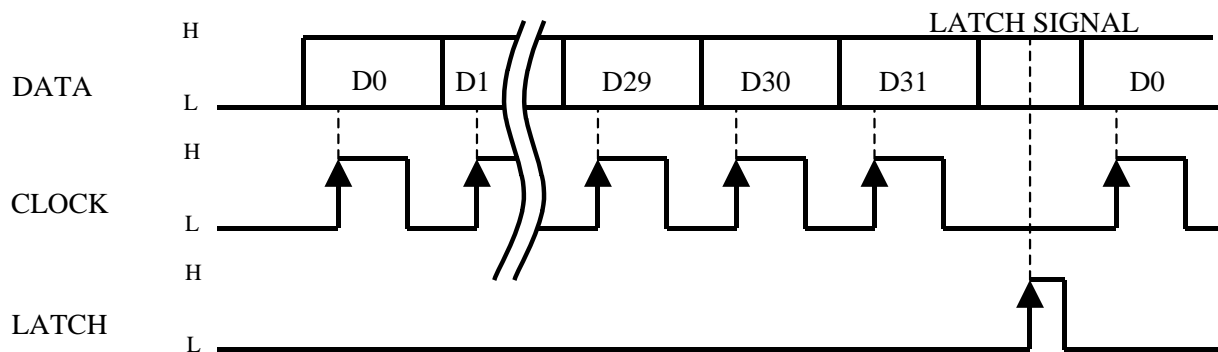 LATCH SIGNAL
H
DATA D0 D1 D29 D30 D31 D0
L
H
CLOCK
L
H
LATCH
L